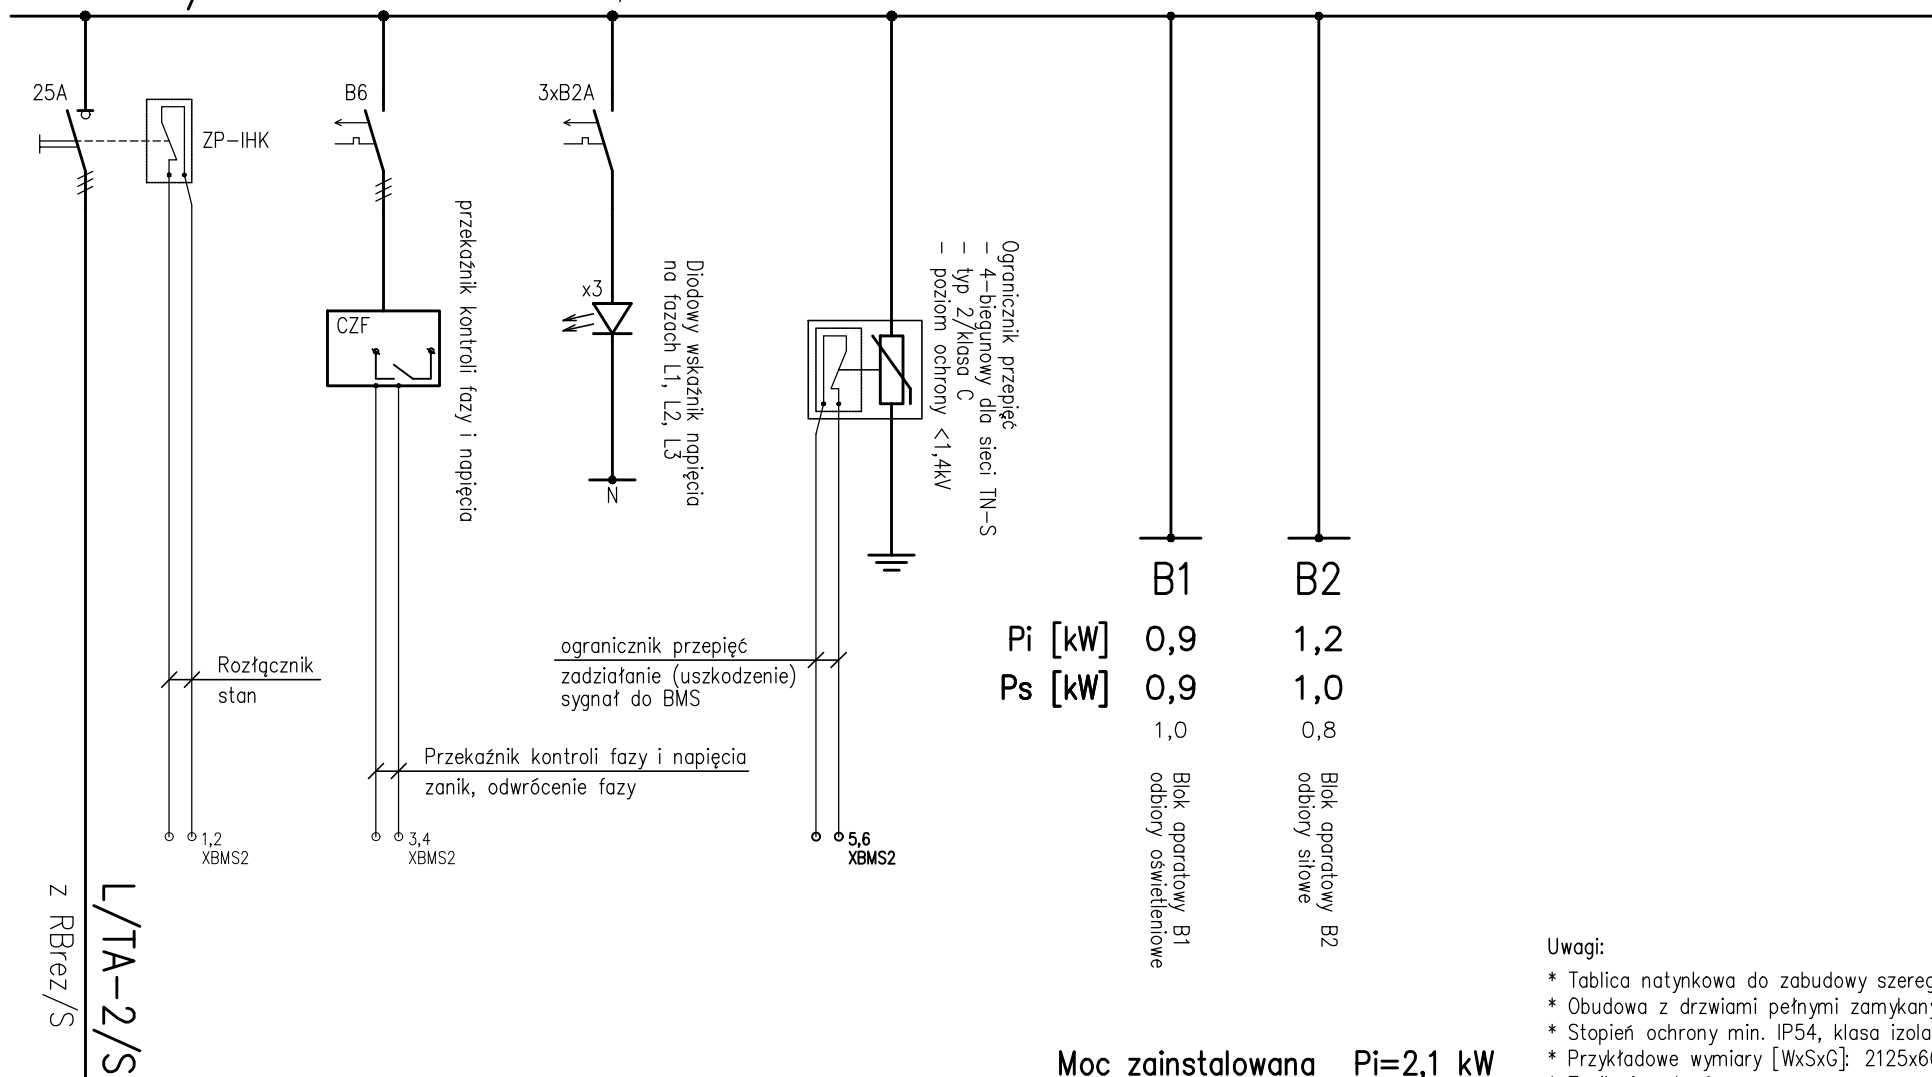 25A
ZP-IHK
B6
3xB2A
przekaźnik kontroli fazy i napięcia
CZF
x3
Diodowy wskaźnik napięcia
na fazach L1, L2, L3
N
Ogranicznik przepięć
- 4-biegunowy dla sieci TN-S
- typ 2/klasa C
- poziom ochrony <1,4kV
B1 B2
Pi [kW] 0,9 1,2
Ps [kW] 0,9 1,0
1,0 0,8
Blok aparatowy B1
odbiory oświetleniowe
Blok aparatowy B2
odbiory siłowe
Rozłącznik
stan
ogranicznik przepięć
zadziałanie (uszkodzenie)
sygnał do BMS
Przekaźnik kontroli fazy i napięcia
zanik, odwrócenie fazy
1,2
XBMS2
3,4
XBMS2
5,6
XBMS2
L/TA-2/S
z RBrez/S
Moc zainstalowana Pi=2,1 kW
Uwagi:
* Tablica natynkowa do zabudowy szereg
* Obudowa z drzwiami pełnymi zamykany
* Stopień ochrony min. IP54, klasa izola
* Przykładowe wymiary [WxSxG]: 2125x60